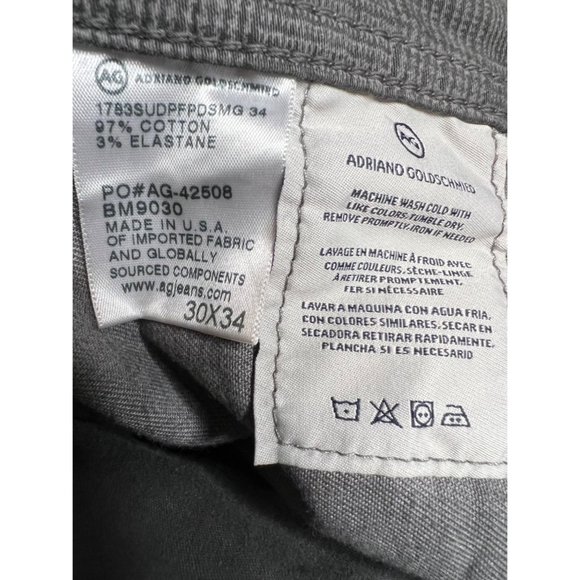 AG ADRIANO GOLDSCHMIED
1783SUDPFPDSMG 34
97% COTTON
3% ELASTANE
PO#AG-42508
BM9030
MADE IN U.S.A.
OF IMPORTED FABRIC
AND GLOBALLY
SOURCED COMPONENTS
www.agjeans.com
30X34
AG
ADRIANO GOLDSCHMIED
MACHINE WASH COLD WITH
LIKE COLORS. TUMBLE DRY.
REMOVE PROMPTLY. IRON IF NEEDED
LAVAGE EN MACHINE À FROID AVEC
COMME COULEURS. SÈCHE-LINGE
À RETIRER PROMPTEMENT.
FER SI NÉCESSAIRE
LAVAR A MAQUINA CON AGUA FRIA,
CON COLORES SIMILARES. SECAR EN
SECADORA RETIRAR RAPIDAMENTE.
PLANCHA SI ES NECESARIO